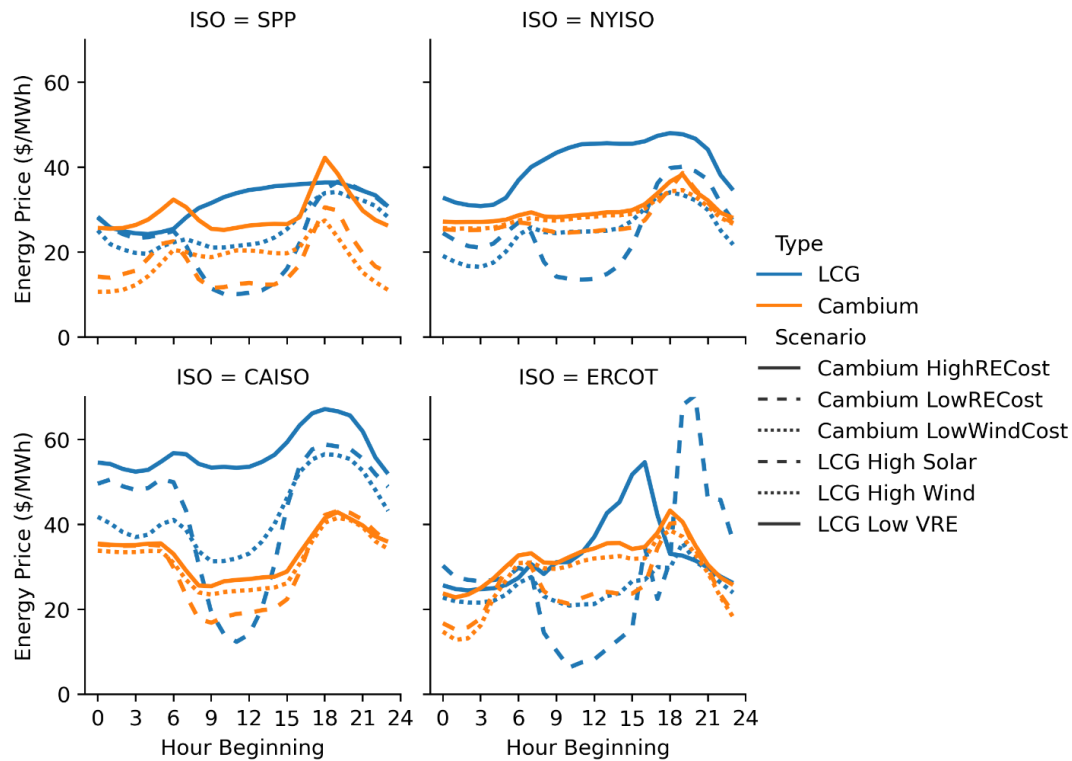 ISO = SPP
ISO = NYISO
Energy Price ($/MWh)
60
40
20
0
ISO = CAISO
ISO = ERCOT
Energy Price ($/MWh)
60
40
20
0
0 3 6 9 12 15 18 21 24
0 3 6 9 12 15 18 21 24
Hour Beginning
Hour Beginning
Type
LCG
Cambium
Scenario
Cambium HighRECost
Cambium LowRECost
Cambium LowWindCost
LCG High Solar
LCG High Wind
LCG Low VRE